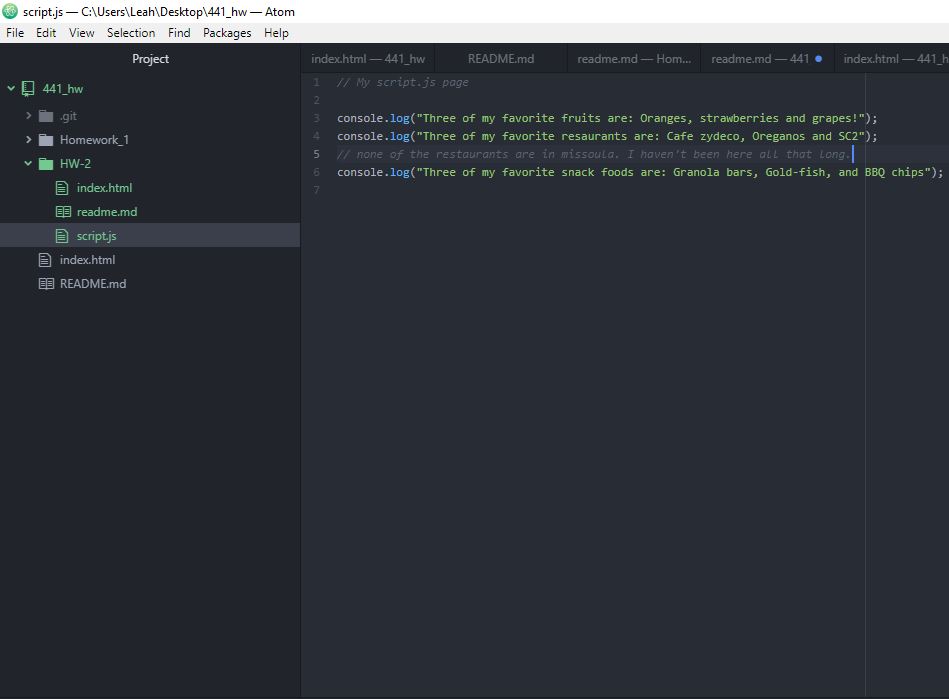 script.js — C:\Users\Leah\Desktop\441_hw — Atom
File Edit View Selection Find Packages Help
Project
441_hw
.git
Homework_1
HW-2
index.html
readme.md
script.js
index.html
README.md
index.html — 441_hw README.md readme.md — Hom... readme.md — 441 index.html — 441_h
1 // My script.js page
2
3 console.log("Three of my favorite fruits are: Oranges, strawberries and grapes!");
4 console.log("Three of my favorite resaurants are: Cafe zydeco, Oreganos and SC2");
5 // none of the restaurants are in missoula. I haven't been here all that long.
6 console.log("Three of my favorite snack foods are: Granola bars, Gold-fish, and BBQ chips");
7